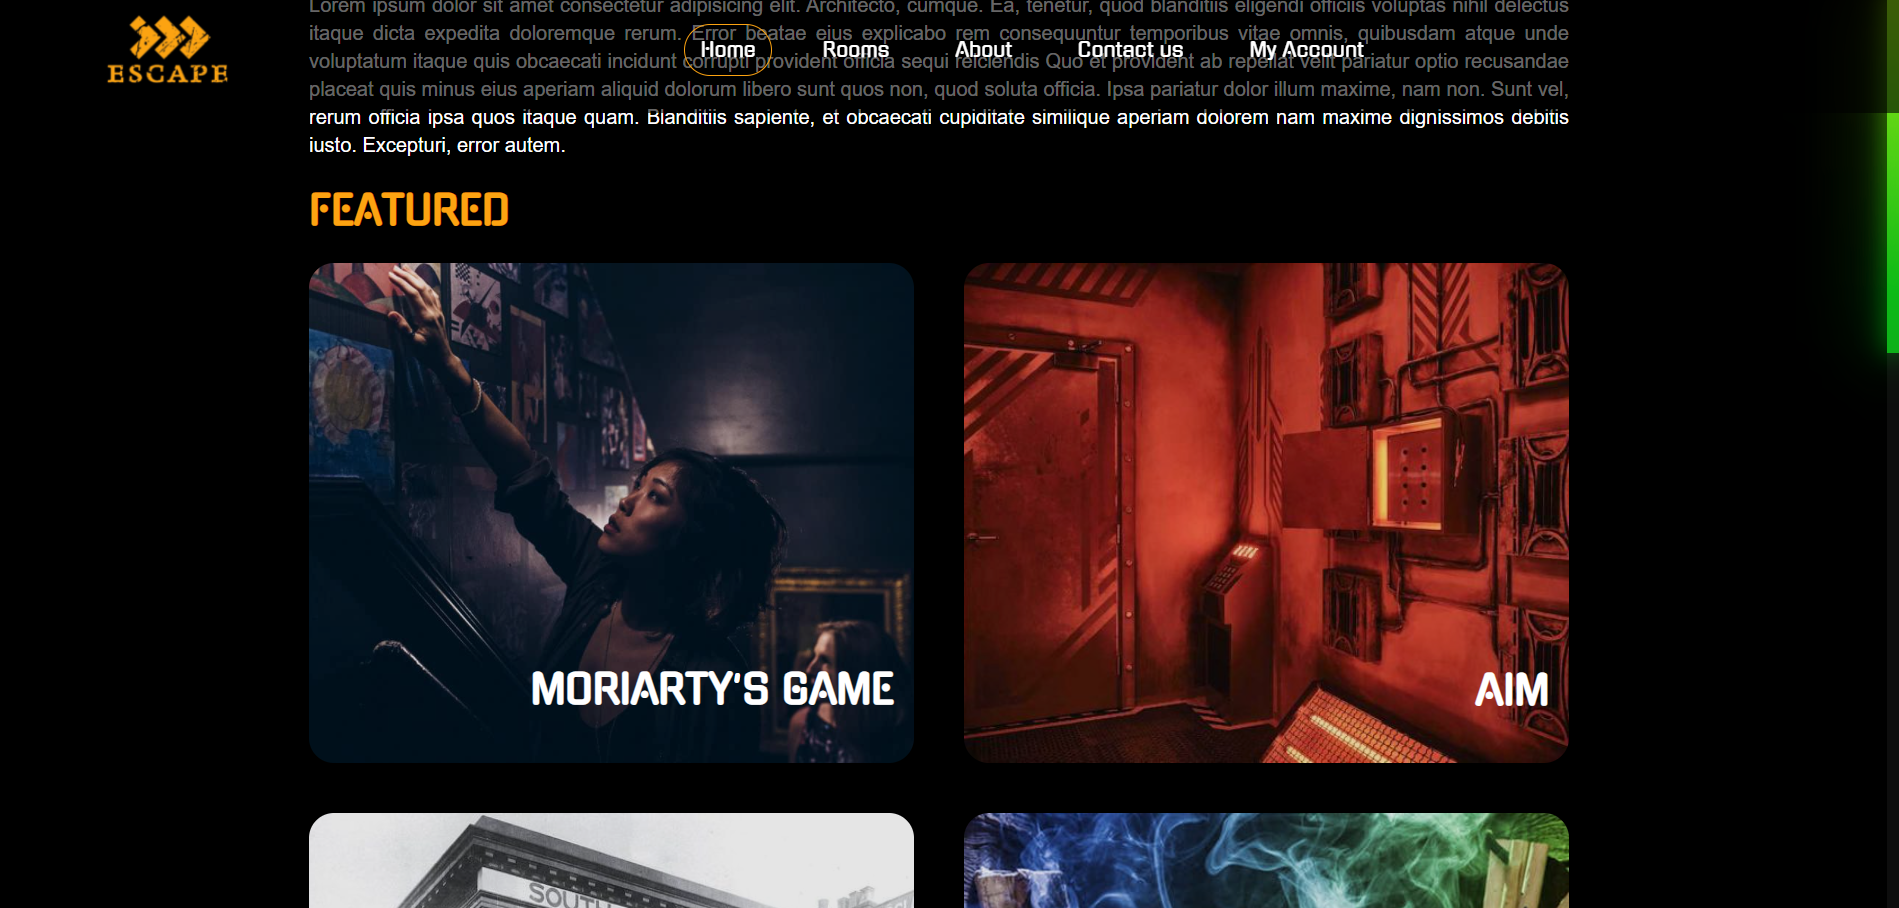 Lorem ipsum dolor sit amet consectetur adipisicing elit. Architecto, cumque. Ea, tenetur, quod blanditiis eligendi officiis voluptas nihil delectus
itaque dicta expedita doloremque rerum. Error beatae eius explicabo rem consequuntur temporibus vitae omnis, quibusdam atque unde
Home Rooms About Contact us My Account
voluptatum itaque quis obcaecati incidunt corrupti provident officia sequi reiciendis Quo et provident ab repellat velit pariatur optio recusandae
ESCAPE
placeat quis minus eius aperiam aliquid dolorum libero sunt quos non, quod soluta officia. Ipsa pariatur dolor illum maxime, nam non. Sunt vel,
rerum officia ipsa quos itaque quam. Blanditiis sapiente, et obcaecati cupiditate similique aperiam dolorem nam maxime dignissimos debitis
iusto. Excepturi, error autem.
FEATURED
MORIARTY'S GAME
AIM
SOUTH